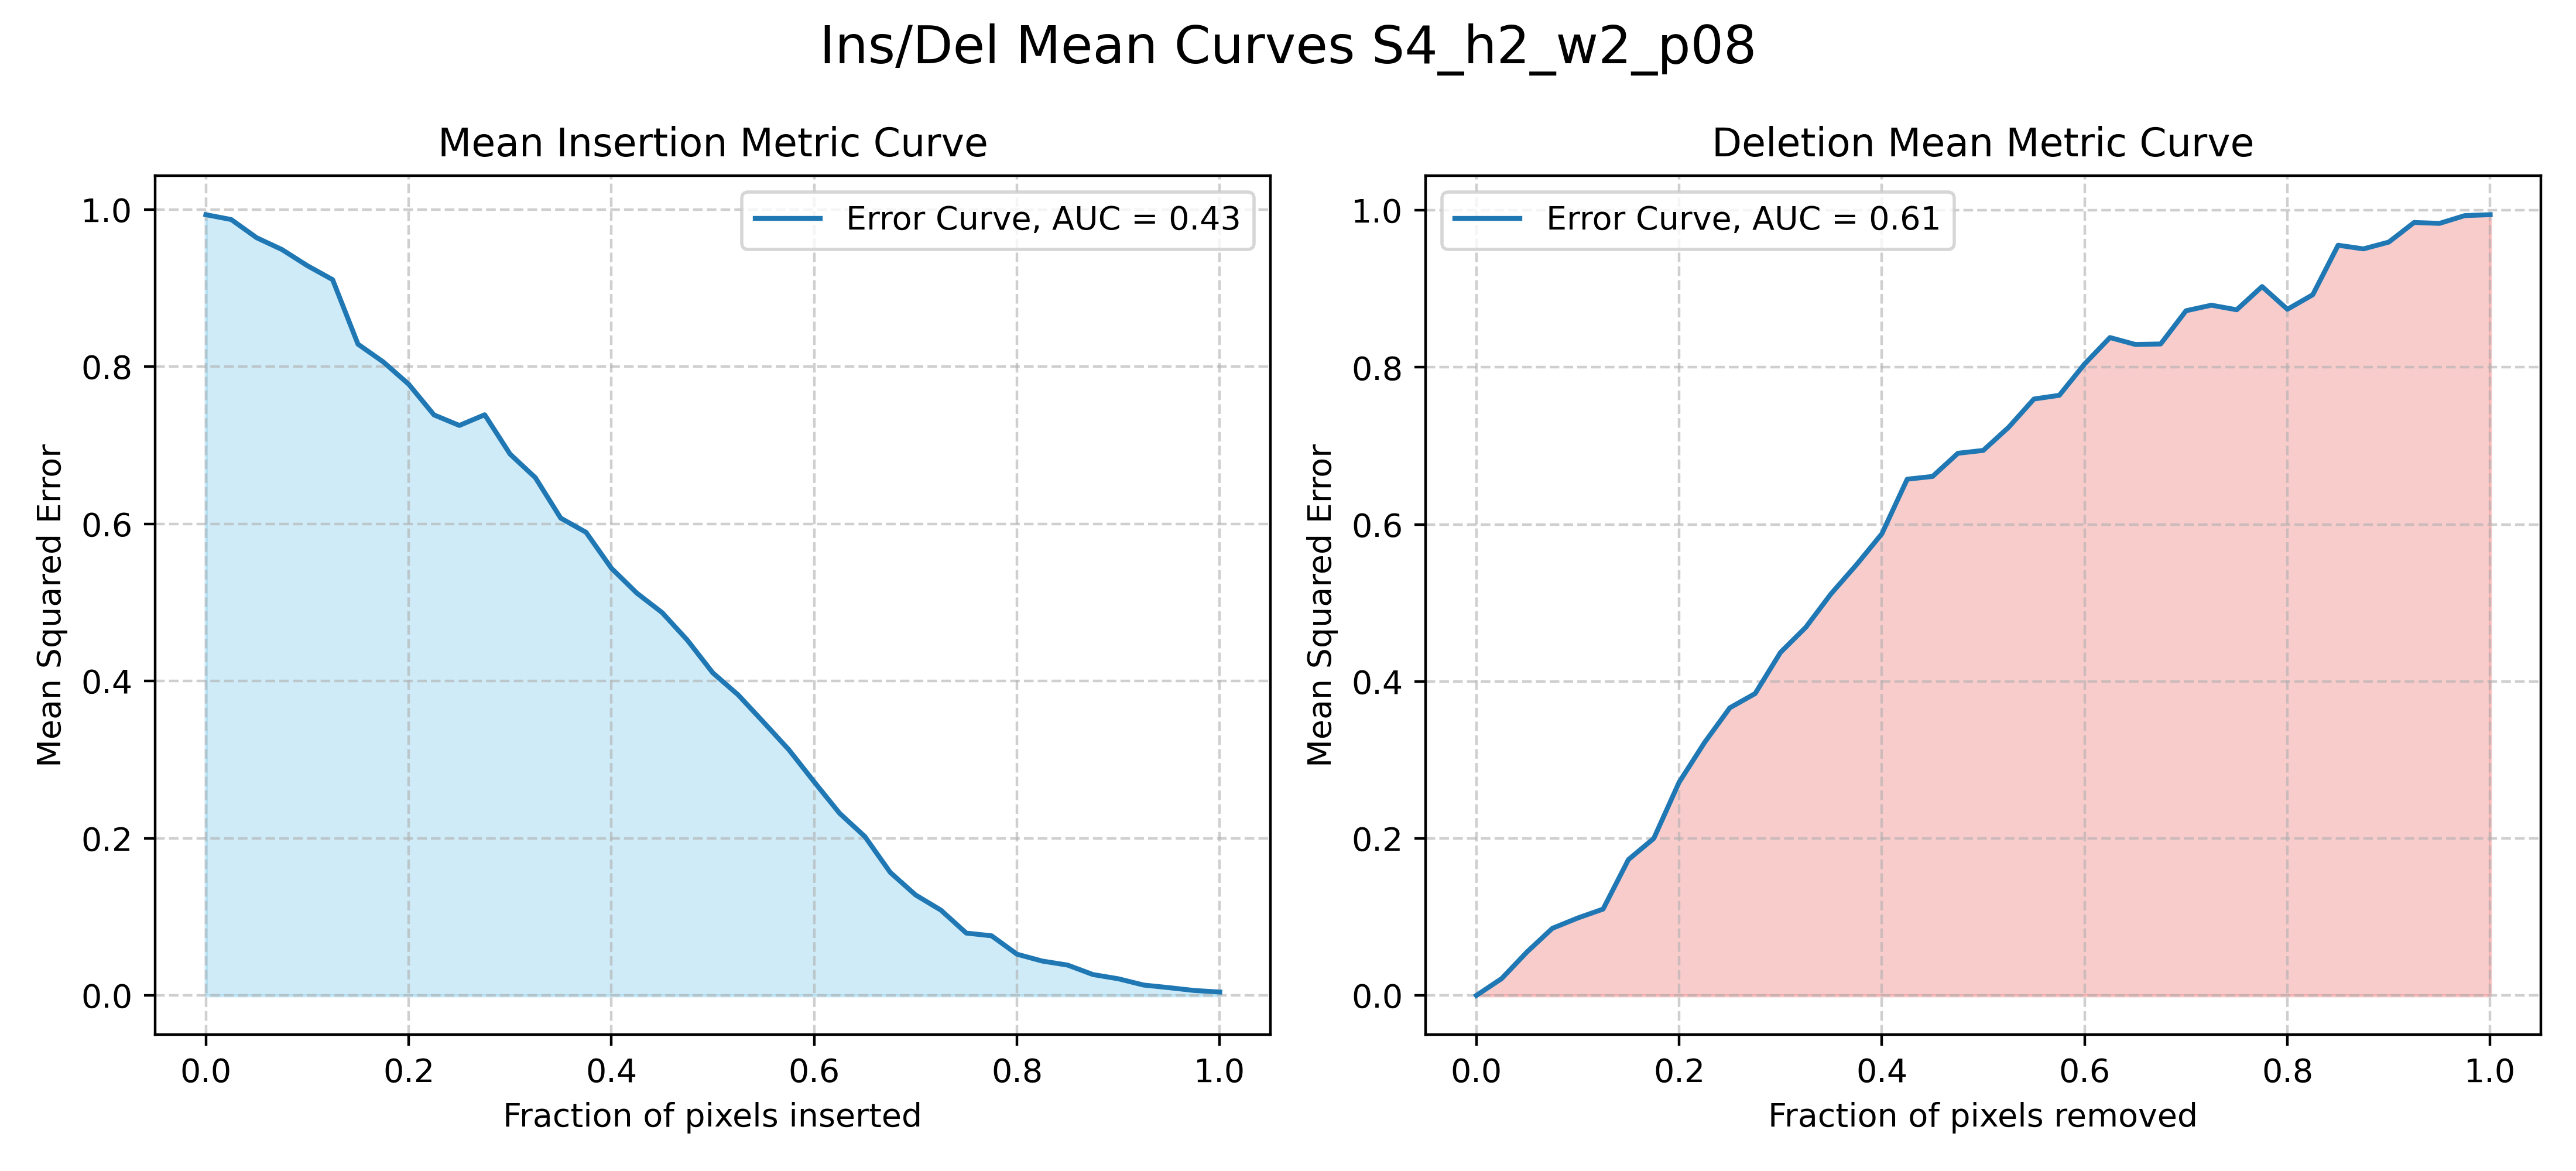 Ins/Del Mean Curves S4_h2_w2_p08
Mean Insertion Metric Curve
Error Curve, AUC = 0.43
Mean Squared Error
1.0
0.8
0.6
0.4
0.2
0.0
0.0 0.2 0.4 0.6 0.8 1.0
Fraction of pixels inserted
Deletion Mean Metric Curve
Error Curve, AUC = 0.61
Mean Squared Error
1.0
0.8
0.6
0.4
0.2
0.0
0.0 0.2 0.4 0.6 0.8 1.0
Fraction of pixels removed